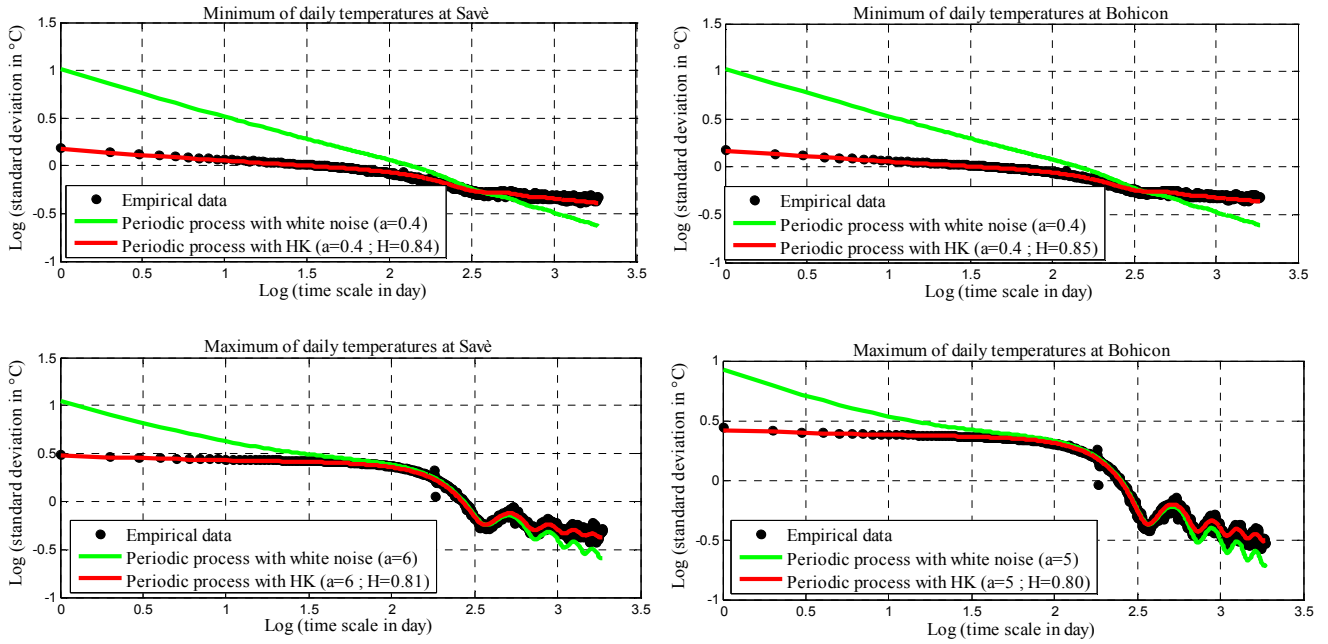 Minimum of daily temperatures at Savè
Log (standard deviation in °C)
1.5
1
0.5
0
-0.5
-1
Empirical data
Periodic process with white noise (a=0.4)
Periodic process with HK (a=0.4 ; H=0.84)
0 0.5 1 1.5 2 2.5 3 3.5
Log (time scale in day)
Minimum of daily temperatures at Bohicon
Log (standard deviation in °C)
1.5
1
0.5
0
-0.5
-1
Empirical data
Periodic process with white noise (a=0.4)
Periodic process with HK (a=0.4 ; H=0.85)
0 0.5 1 1.5 2 2.5 3 3.5
Log (time scale in day)
Maximum of daily temperatures at Savè
Log (standard deviation in °C)
1.5
1
0.5
0
-0.5
-1
Empirical data
Periodic process with white noise (a=6)
Periodic process with HK (a=6 ; H=0.81)
0 0.5 1 1.5 2 2.5 3 3.5
Log (time scale in day)
Maximum of daily temperatures at Bohicon
Log (standard deviation in °C)
1
0.5
0
-0.5
-1
Empirical data
Periodic process with white noise (a=5)
Periodic process with HK (a=5 ; H=0.80)
0 0.5 1 1.5 2 2.5 3 3.5
Log (time scale in day)